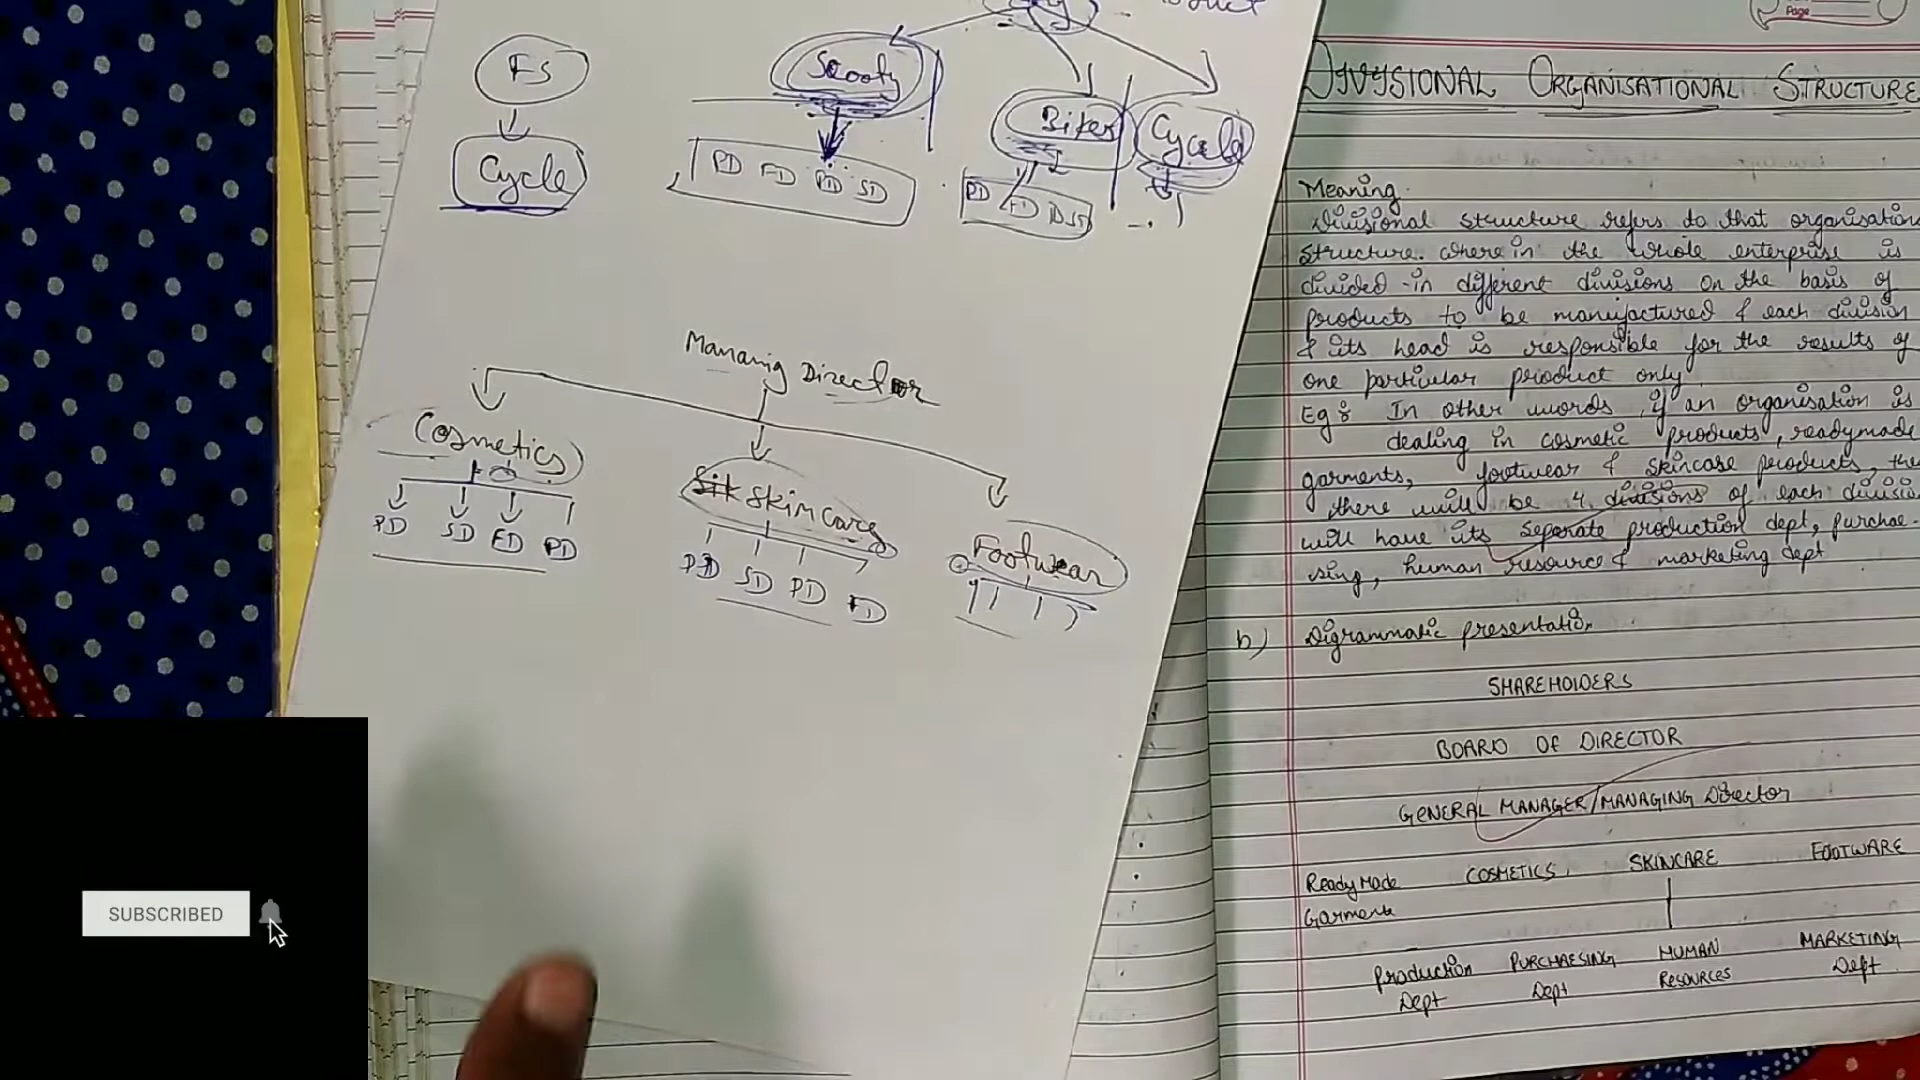 FS
Scooty
Bikes
Cycle
Cycle
PD FD PD SD
PD FD
Managing Director
Cosmetics
Skincare
Footwear
PD SD FD PD
PD SD PD FD
SUBSCRIBED
Page
DIVISIONAL ORGANISATIONAL STRUCTURE
Meaning
Divisional structure refers to that organisation
structure. where in the whole enterprise is
divided in different divisions on the basis of
products to be manufactured & each division
& its head is responsible for the results of
one particular product only
Eg: In other words, if an organisation is
dealing in cosmetic products, readymade
garments, footwear & skincase products, the
there will be 4 divisions of each division
will have its separate production dept, purchae-
sing, human resource & marketing dept
b) Digrammatic presentation
SHAREHOLDERS
BOARD OF DIRECTOR
GENERAL MANAGER/MANAGING Director
Ready Made COSMETICS, SKINCARE FOOTWARE
Garments
Production PURCHAESING HUMAN MARKETING
Dept Dept RESOURCES Dept